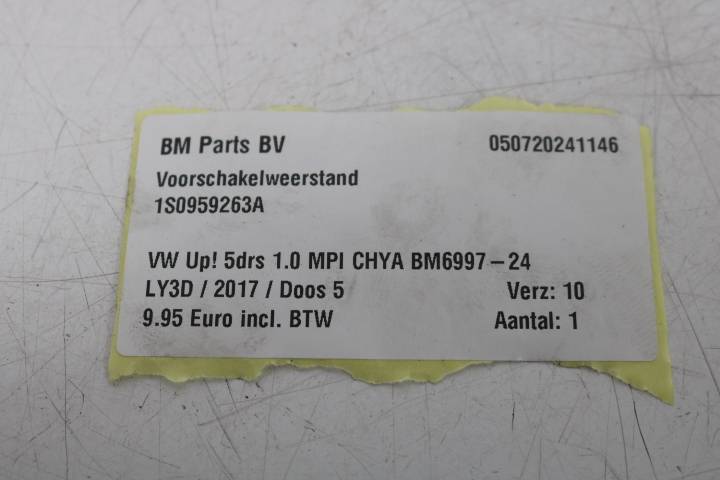 BM Parts BV 050720241146
Voorschakelweerstand
1S0959263A
VW Up! 5drs 1.0 MPI CHYA BM6997-24
LY3D / 2017 / Doos 5 Verz: 10
9.95 Euro incl. BTW Aantal: 1